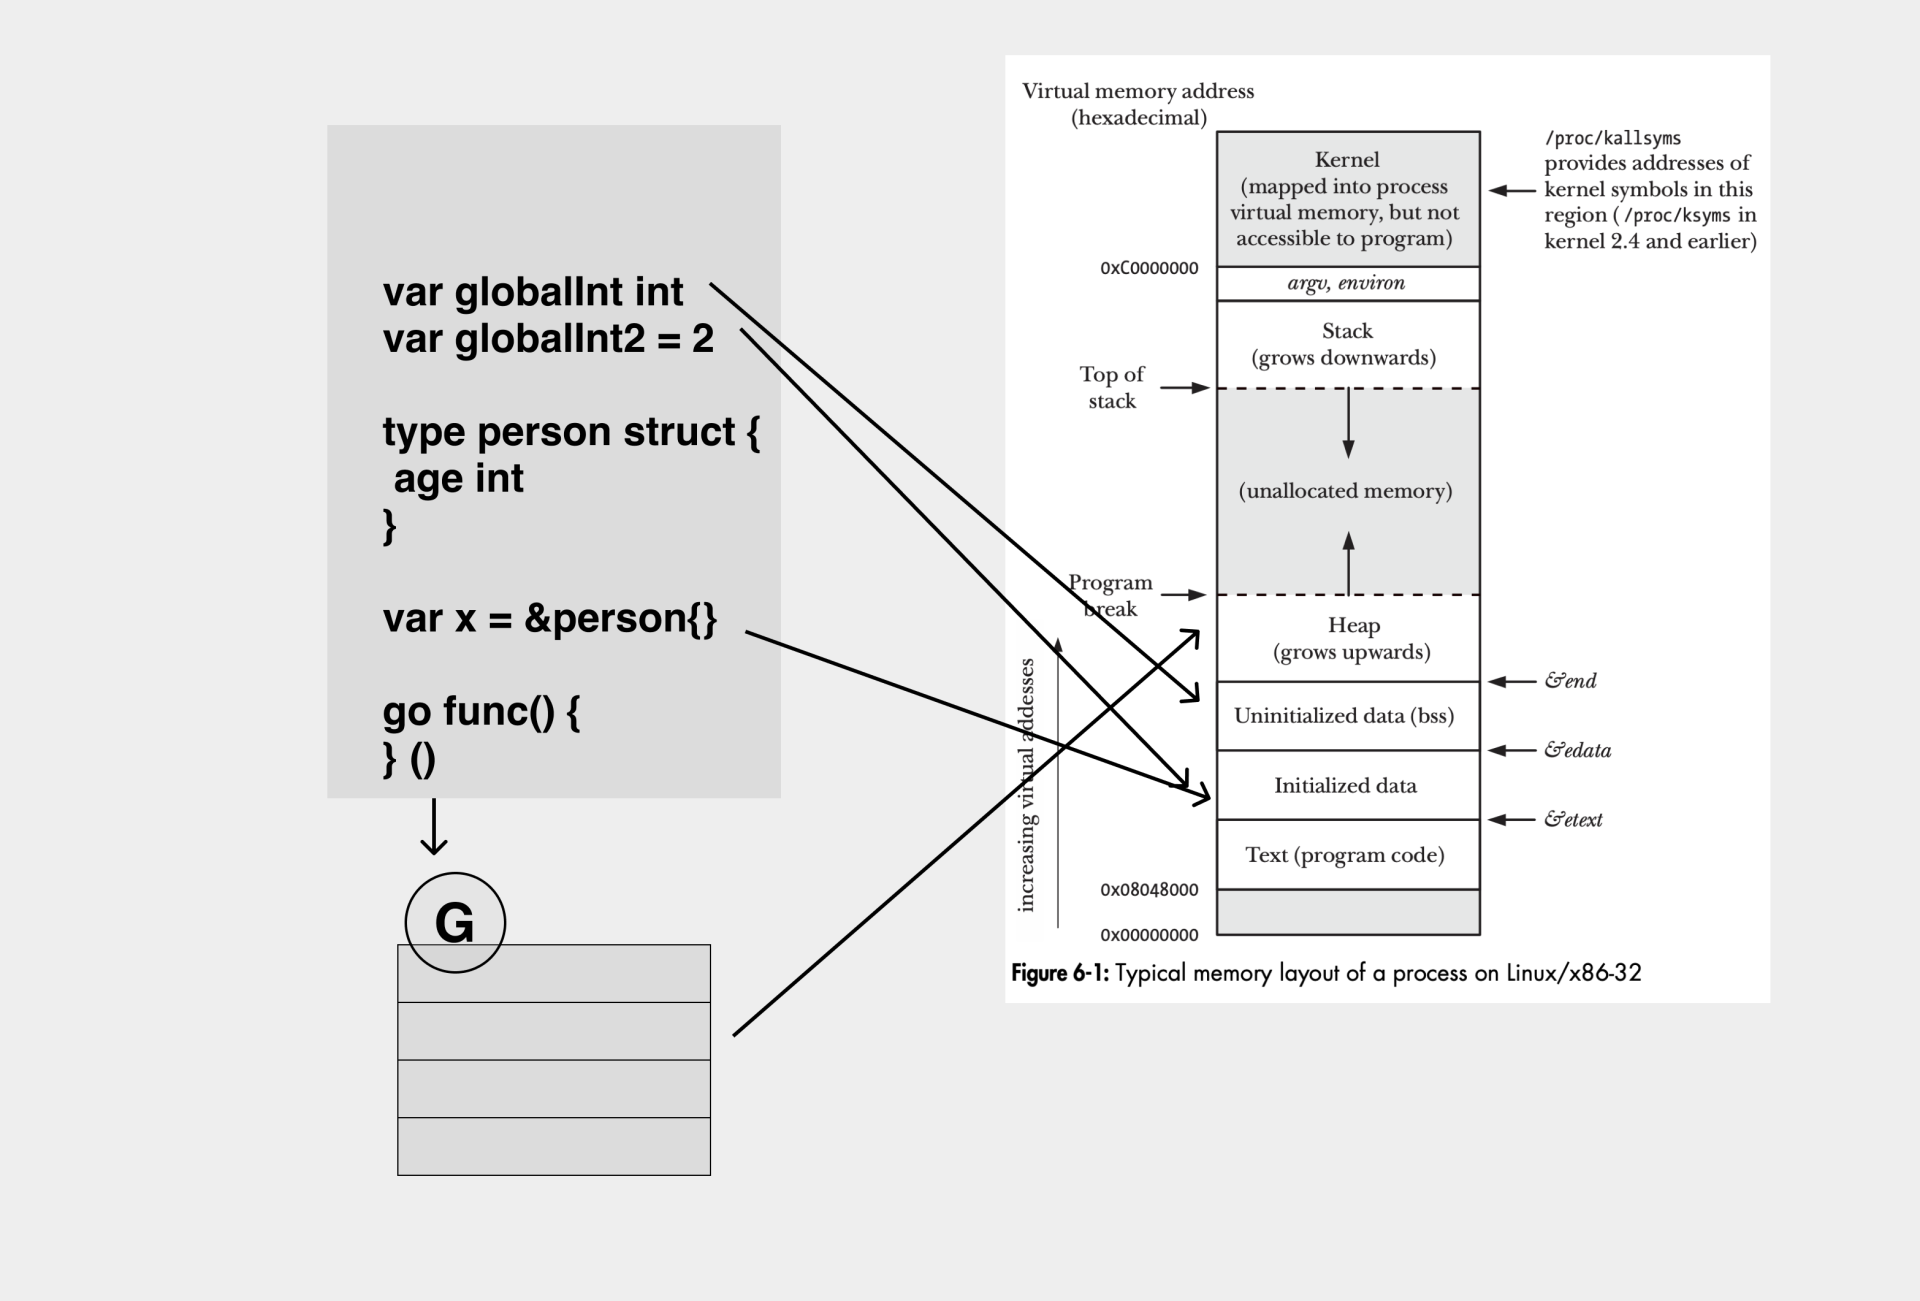 var globalInt int
var globalInt2 = 2
type person struct {
age int
}
var x = &person{}
go func() {
} ()
G
Virtual memory address
(hexadecimal)
Kernel
(mapped into process
virtual memory, but not
accessible to program)
/proc/kallsyms
provides addresses of
kernel symbols in this
region (/proc/ksyms in
kernel 2.4 and earlier)
0xC0000000
argv, environ
Stack
(grows downwards)
Top of
stack
(unallocated memory)
Program
break
Heap
(grows upwards)
&end
Uninitialized data (bss)
&edata
Initialized data
&etext
Text (program code)
0x08048000
0x00000000
increasing virtual addesses
Figure 6-1: Typical memory layout of a process on Linux/x86-32